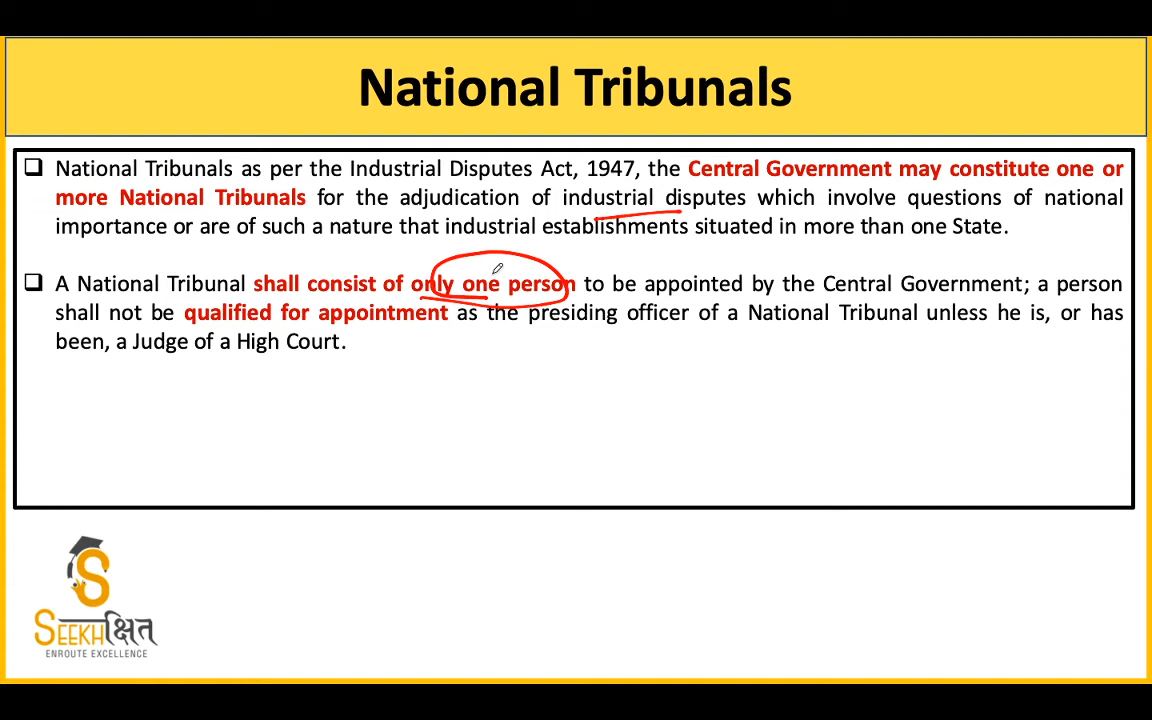 National Tribunals
❑ National Tribunals as per the Industrial Disputes Act, 1947, the Central Government may constitute one or
more National Tribunals for the adjudication of industrial disputes which involve questions of national
importance or are of such a nature that industrial establishments situated in more than one State.
❑ A National Tribunal shall consist of only one person to be appointed by the Central Government; a person
shall not be qualified for appointment as the presiding officer of a National Tribunal unless he is, or has
been, a Judge of a High Court.
S
SEEKHक्षित
ENROUTE EXCELLENCE